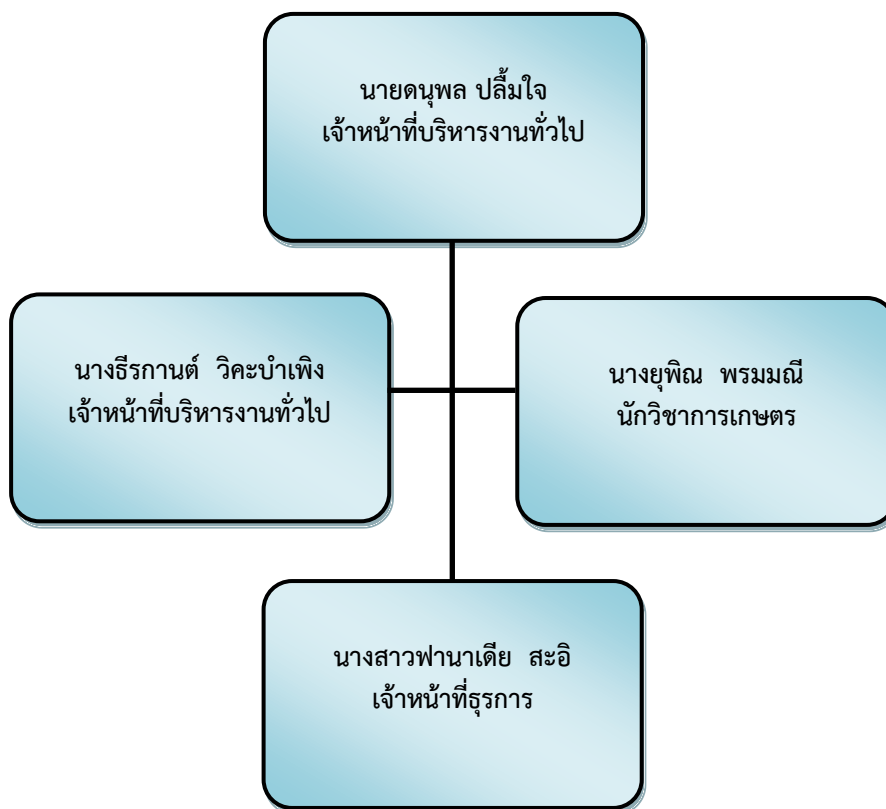 นายดนุพล ปลื้มใจ
เจ้าหน้าที่บริหารงานทั่วไป
นางธีรกานต์ วิคะบำเพิง
เจ้าหน้าที่บริหารงานทั่วไป
นางยุพิณ พรมมณี
นักวิชาการเกษตร
นางสาวฟานาเดีย สะอิ
เจ้าหน้าที่ธุรการ